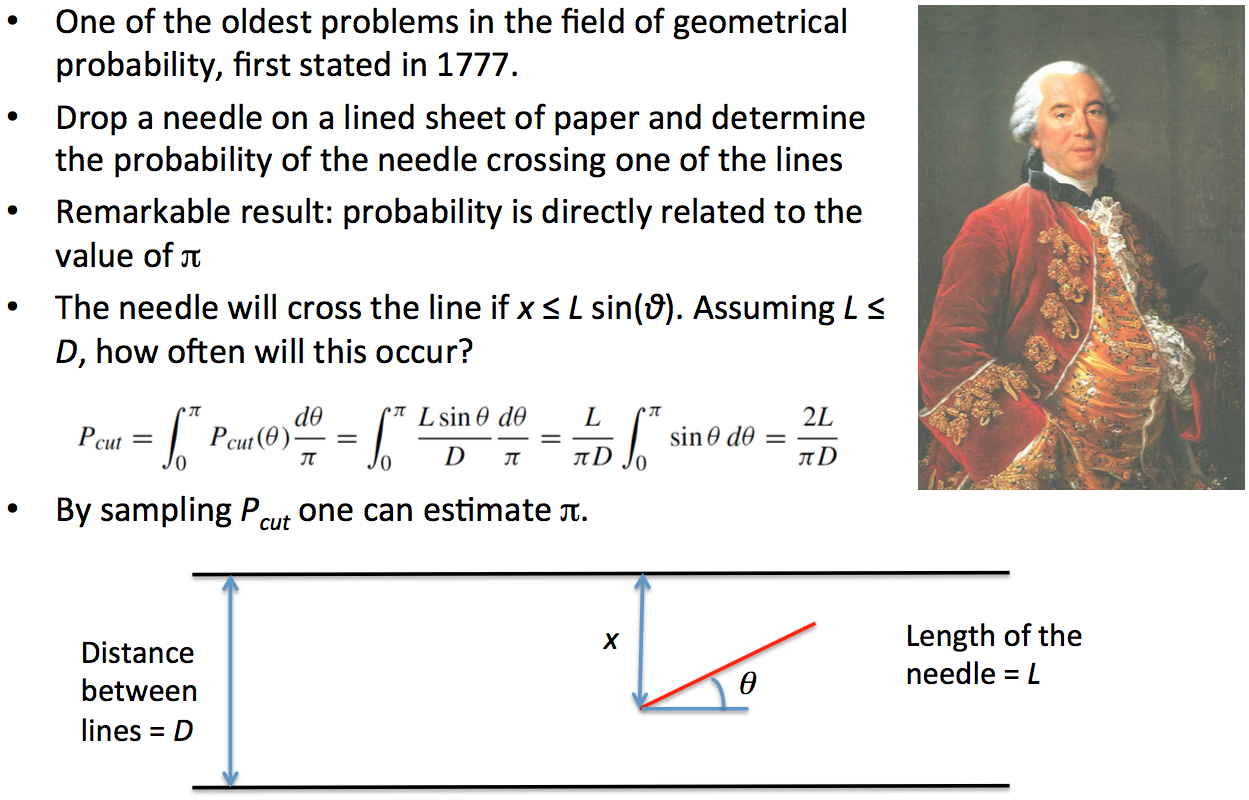 • One of the oldest problems in the field of geometrical
probability, first stated in 1777.
• Drop a needle on a lined sheet of paper and determine
the probability of the needle crossing one of the lines
• Remarkable result: probability is directly related to the
value of π
• The needle will cross the line if x ≤ L sin(ϑ). Assuming L ≤
D, how often will this occur?
P_cut = ∫_0^π P_cut(θ) dθ/π = ∫_0^π (L sin θ)/D dθ/π = L/(πD) ∫_0^π sin θ dθ = 2L/(πD)
• By sampling P_cut one can estimate π.
Distance
between
lines = D
x
θ
Length of the
needle = L